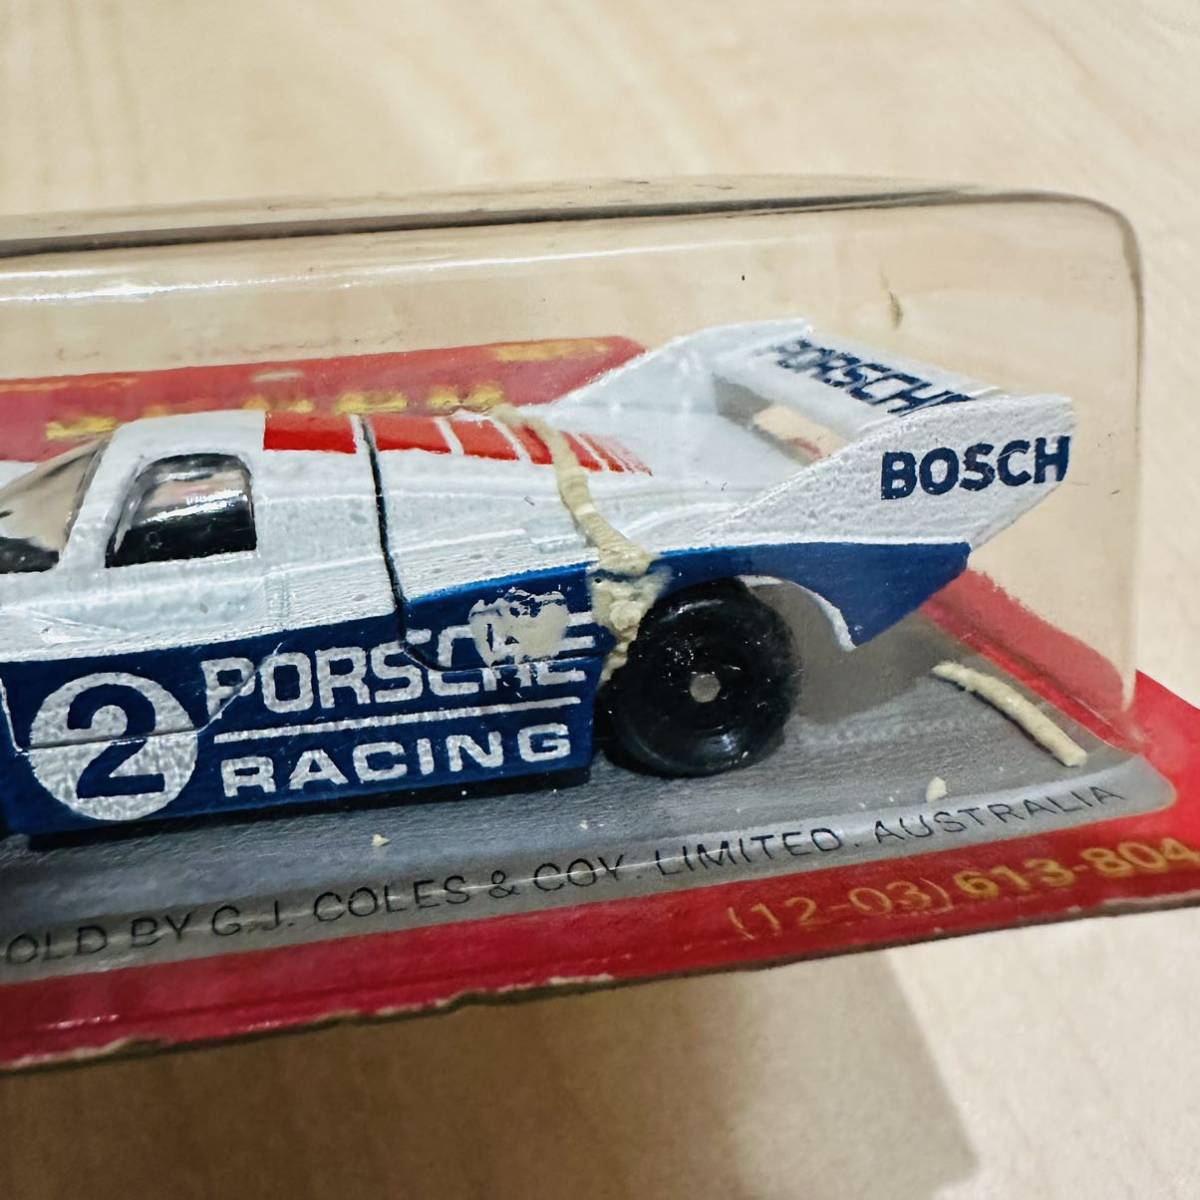 PORSCHE
BOSCH
2
PORSCHE
RACING
OLD BY G.J. COLES & COY. LIMITED. AUSTRALIA
(12-03) 613-804